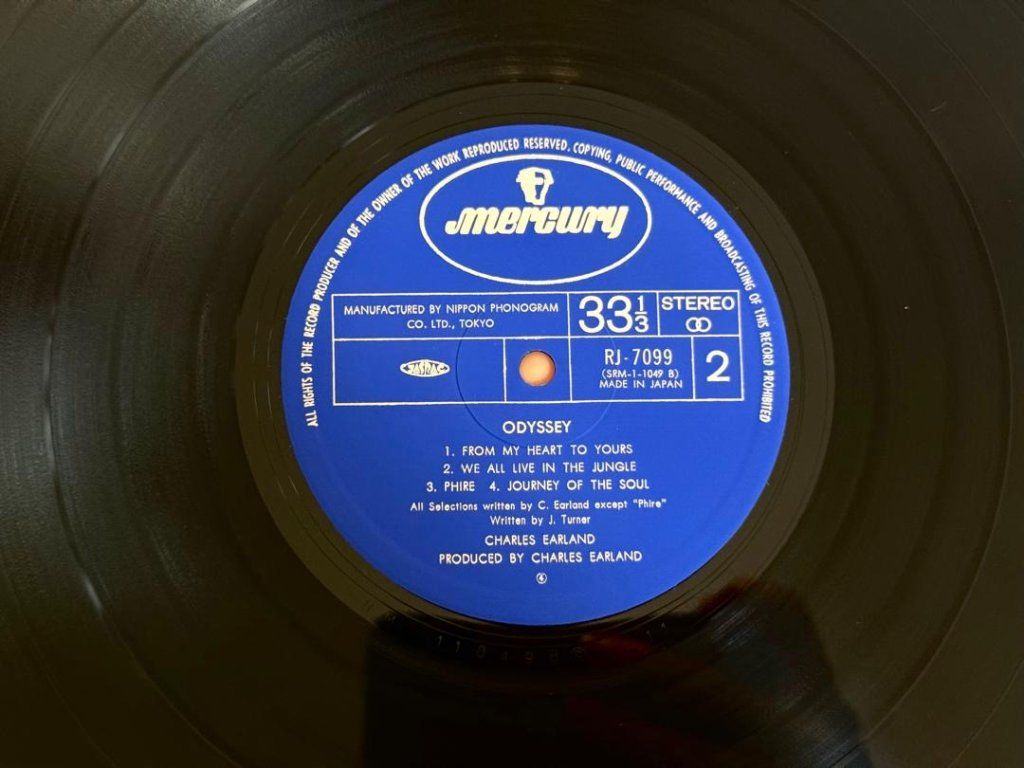 ALL RIGHTS OF THE RECORD PRODUCER AND OF THE OWNER OF THE WORK REPRODUCED RESERVED. COPYING, PUBLIC PERFORMANCE AND BROADCASTING OF THIS RECORD PROHIBITED
mercury
MANUFACTURED BY NIPPON PHONOGRAM
CO. LTD., TOKYO
33 1/3
STEREO
JASRAC
RJ-7099
(SRM-1-1049 B)
MADE IN JAPAN
2
ODYSSEY
1. FROM MY HEART TO YOURS
2. WE ALL LIVE IN THE JUNGLE
3. PHIRE 4. JOURNEY OF THE SOUL
All Selections written by C. Earland except "Phire"
Written by J. Turner
CHARLES EARLAND
PRODUCED BY CHARLES EARLAND
④